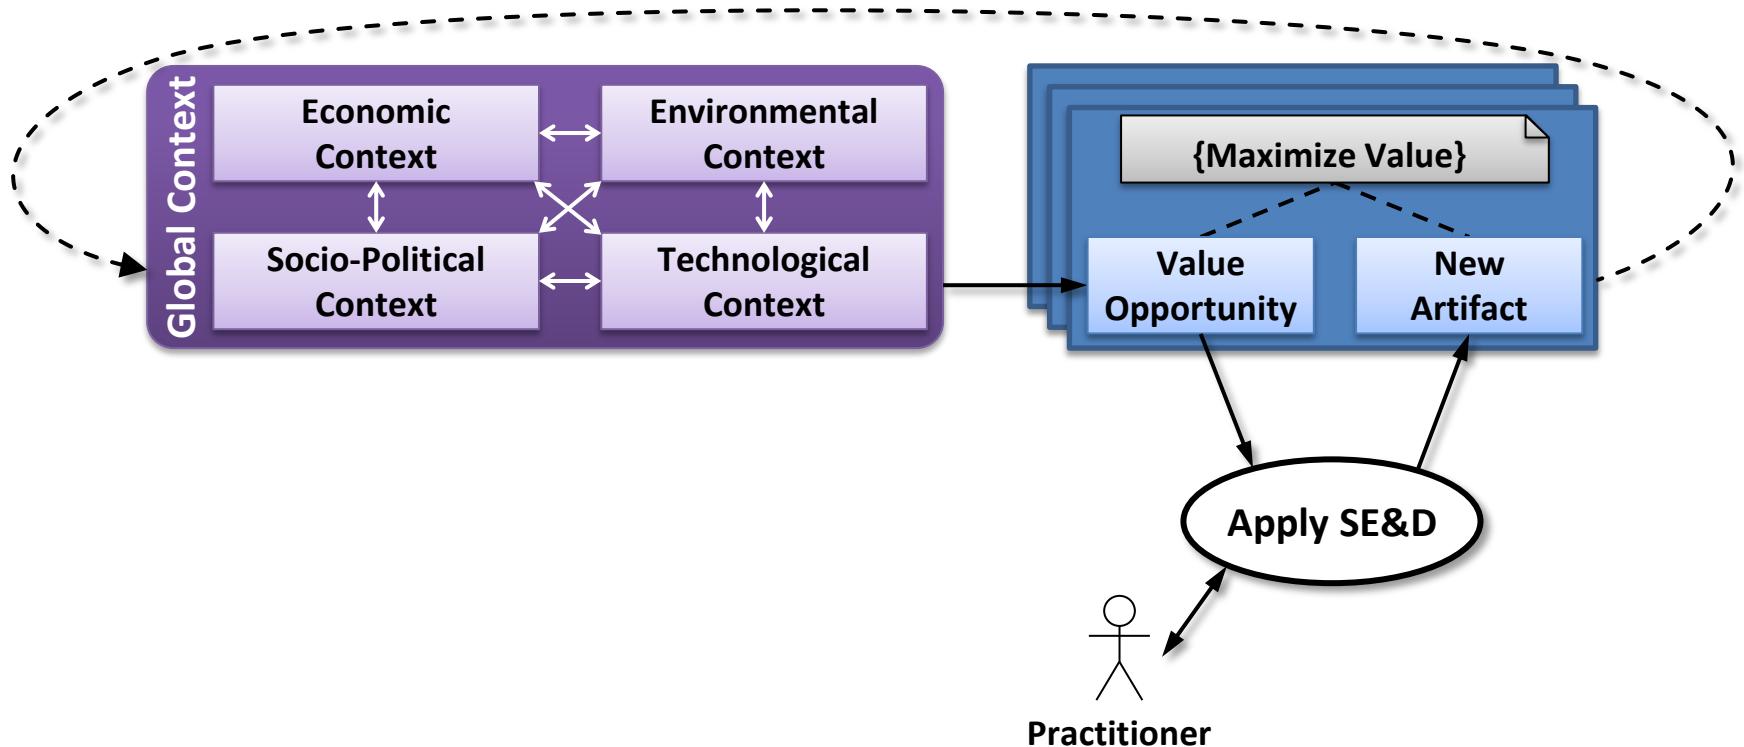 Global Context
Economic
Context
Environmental
Context
Socio-Political
Context
Technological
Context
{Maximize Value}
Value
Opportunity
New
Artifact
Apply SE&D
Practitioner